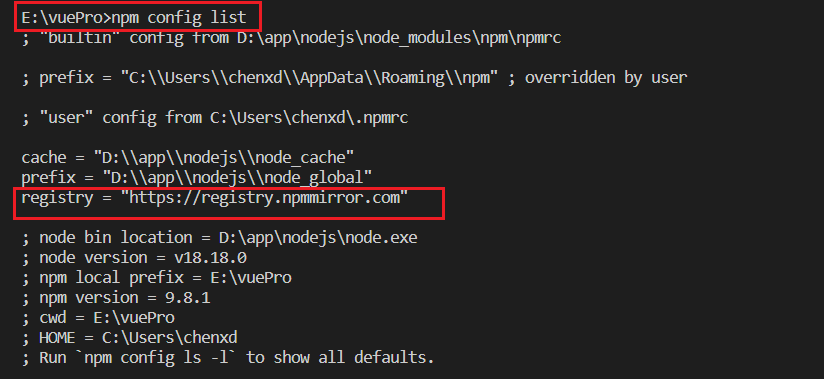 E:\vuePro>npm config list
; "builtin" config from D:\app\nodejs\node_modules\npm\npmrc
; prefix = "C:\\Users\\chenxd\\AppData\\Roaming\\npm" ; overridden by user
; "user" config from C:\Users\chenxd\.npmrc
cache = "D:\\app\\nodejs\\node_cache"
prefix = "D:\\app\\nodejs\\node_global"
registry = "https://registry.npmmirror.com"
; node bin location = D:\app\nodejs\node.exe
; node version = v18.18.0
; npm local prefix = E:\vuePro
; npm version = 9.8.1
; cwd = E:\vuePro
; HOME = C:\Users\chenxd
; Run `npm config ls -l` to show all defaults.